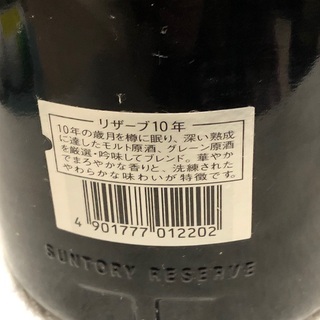 リザーブ10年
10年の歳月を樽に眠り、深い熟成
に達したモルト原酒、グレーン原酒
を厳選・吟味してブレンド。華やか
でまろやかな香りと、洗練された
やわらかな味わいが特徴です。
4 901777 012202
SUNTORY RESERVE